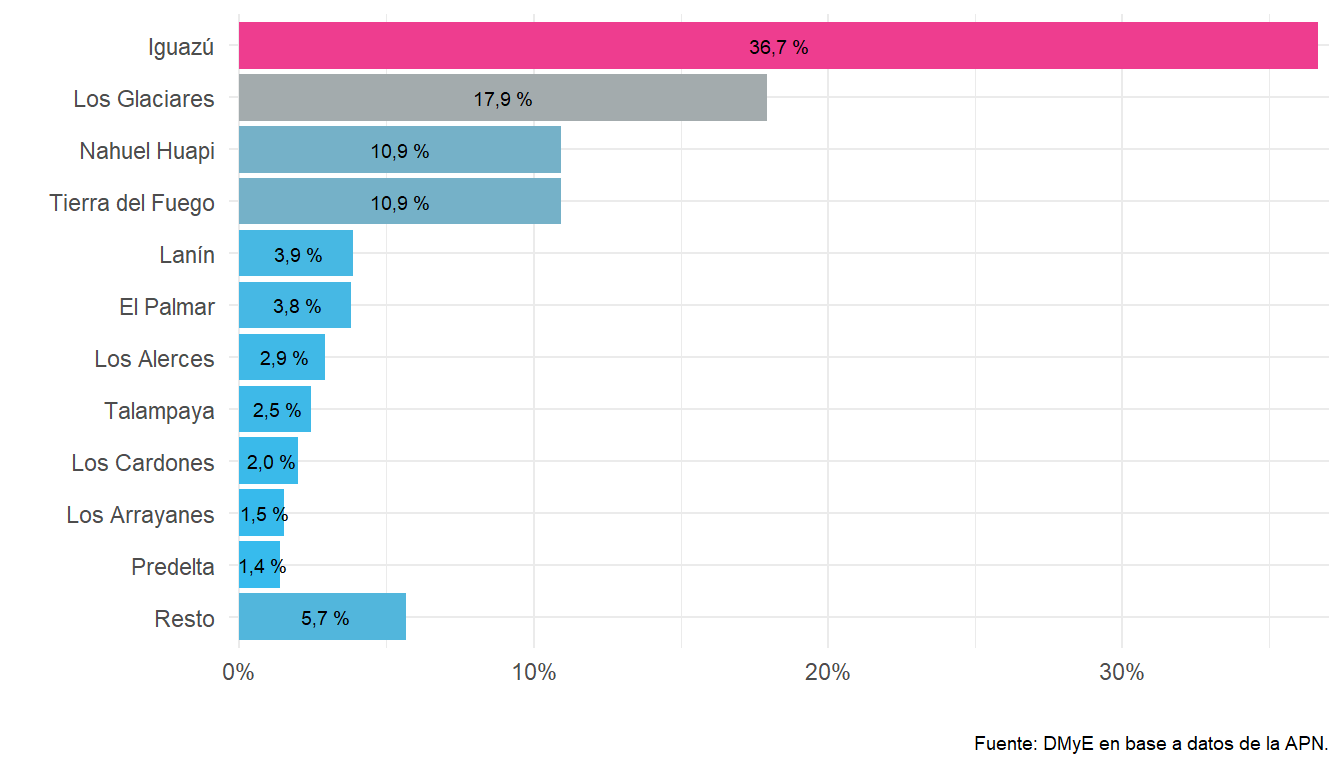 Iguazú 36,7 %
Los Glaciares 17,9 %
Nahuel Huapi 10,9 %
Tierra del Fuego 10,9 %
Lanín 3,9 %
El Palmar 3,8 %
Los Alerces 2,9 %
Talampaya 2,5 %
Los Cardones 2,0 %
Los Arrayanes 1,5 %
Predelta 1,4 %
Resto 5,7 %
0% 10% 20% 30%
Fuente: DMyE en base a datos de la APN.